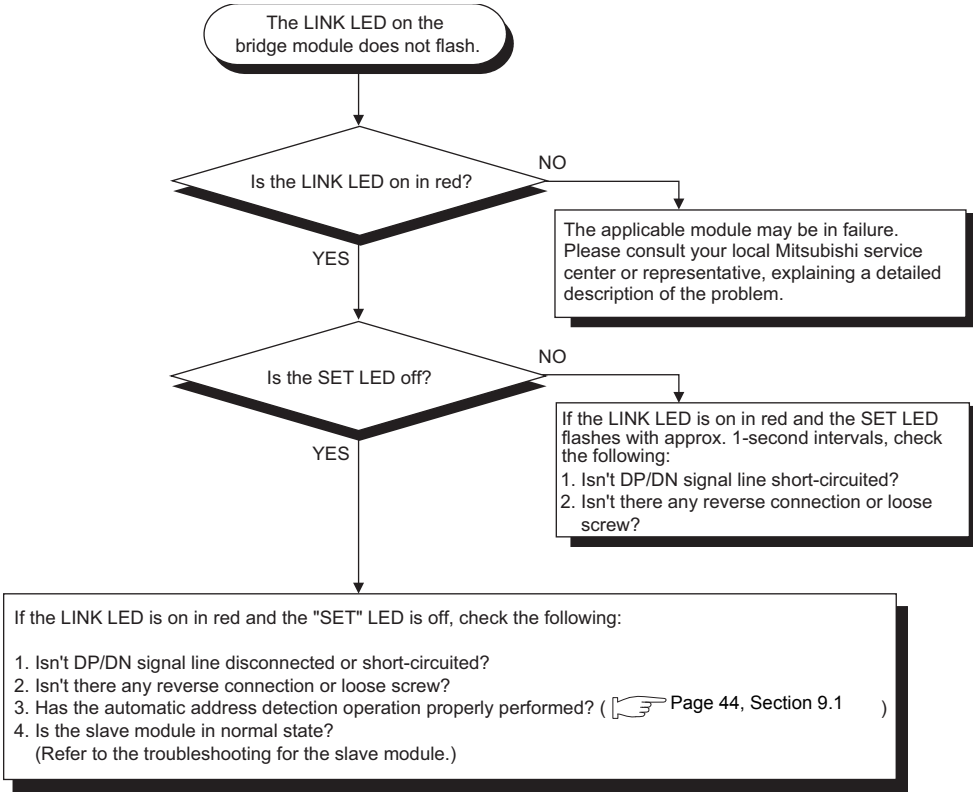 The LINK LED on the
bridge module does not flash.
Is the LINK LED on in red?
NO
The applicable module may be in failure.
Please consult your local Mitsubishi service
center or representative, explaining a detailed
description of the problem.
YES
Is the SET LED off?
NO
If the LINK LED is on in red and the SET LED
flashes with approx. 1-second intervals, check
the following:
1. Isn't DP/DN signal line short-circuited?
2. Isn't there any reverse connection or loose
screw?
YES
If the LINK LED is on in red and the "SET" LED is off, check the following:
1. Isn't DP/DN signal line disconnected or short-circuited?
2. Isn't there any reverse connection or loose screw?
3. Has the automatic address detection operation properly performed? ( Page 44, Section 9.1 )
4. Is the slave module in normal state?
(Refer to the troubleshooting for the slave module.)